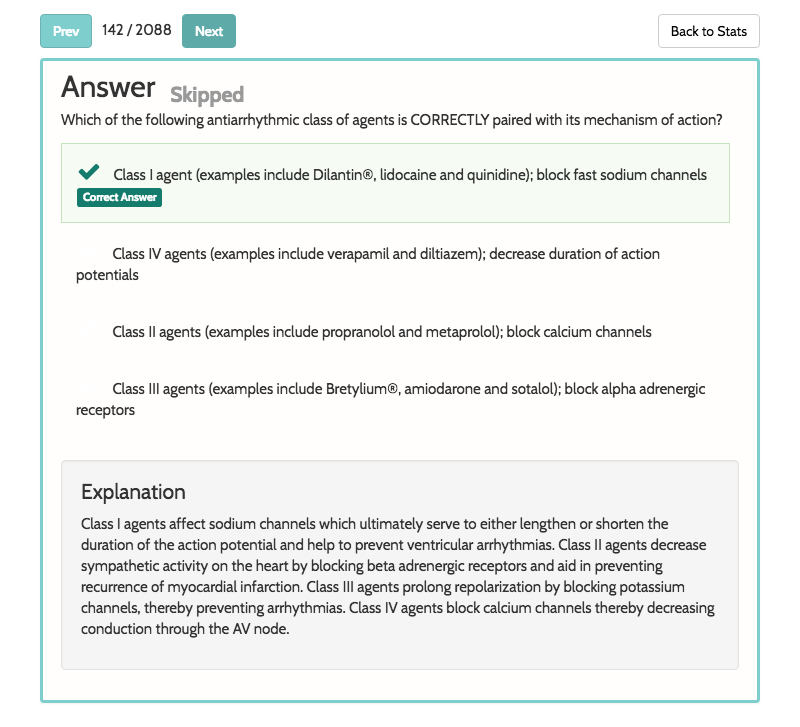 Prev 142 / 2088 Next Back to Stats
Answer Skipped
Which of the following antiarrhythmic class of agents is CORRECTLY paired with its mechanism of action?
Class I agent (examples include Dilantin®, lidocaine and quinidine); block fast sodium channels
Correct Answer
Class IV agents (examples include verapamil and diltiazem); decrease duration of action
potentials
Class II agents (examples include propranolol and metaprolol); block calcium channels
Class III agents (examples include Bretylium®, amiodarone and sotalol); block alpha adrenergic
receptors
Explanation
Class I agents affect sodium channels which ultimately serve to either lengthen or shorten the
duration of the action potential and help to prevent ventricular arrhythmias. Class II agents decrease
sympathetic activity on the heart by blocking beta adrenergic receptors and aid in preventing
recurrence of myocardial infarction. Class III agents prolong repolarization by blocking potassium
channels, thereby preventing arrhythmias. Class IV agents block calcium channels thereby decreasing
conduction through the AV node.